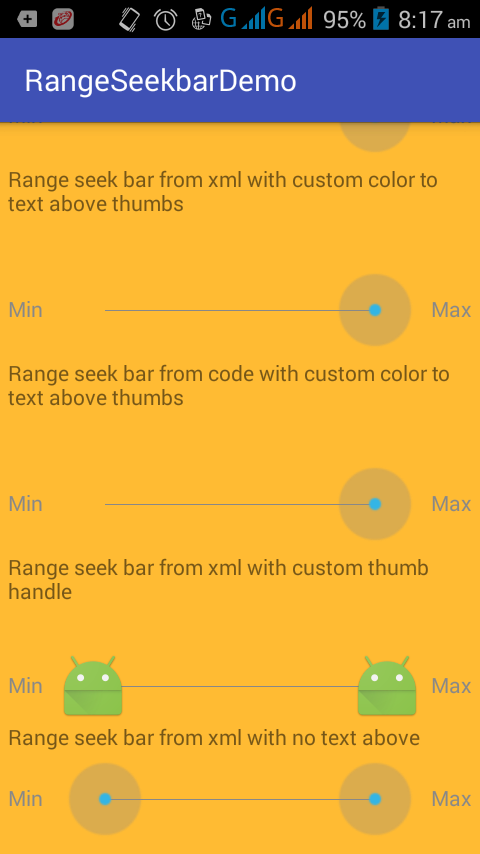 G G 95% 8:17 am
RangeSeekbarDemo
Range seek bar from xml with custom color to
text above thumbs
Min Max
Range seek bar from code with custom color to
text above thumbs
Min Max
Range seek bar from xml with custom thumb
handle
Min Max
Range seek bar from xml with no text above
Min Max